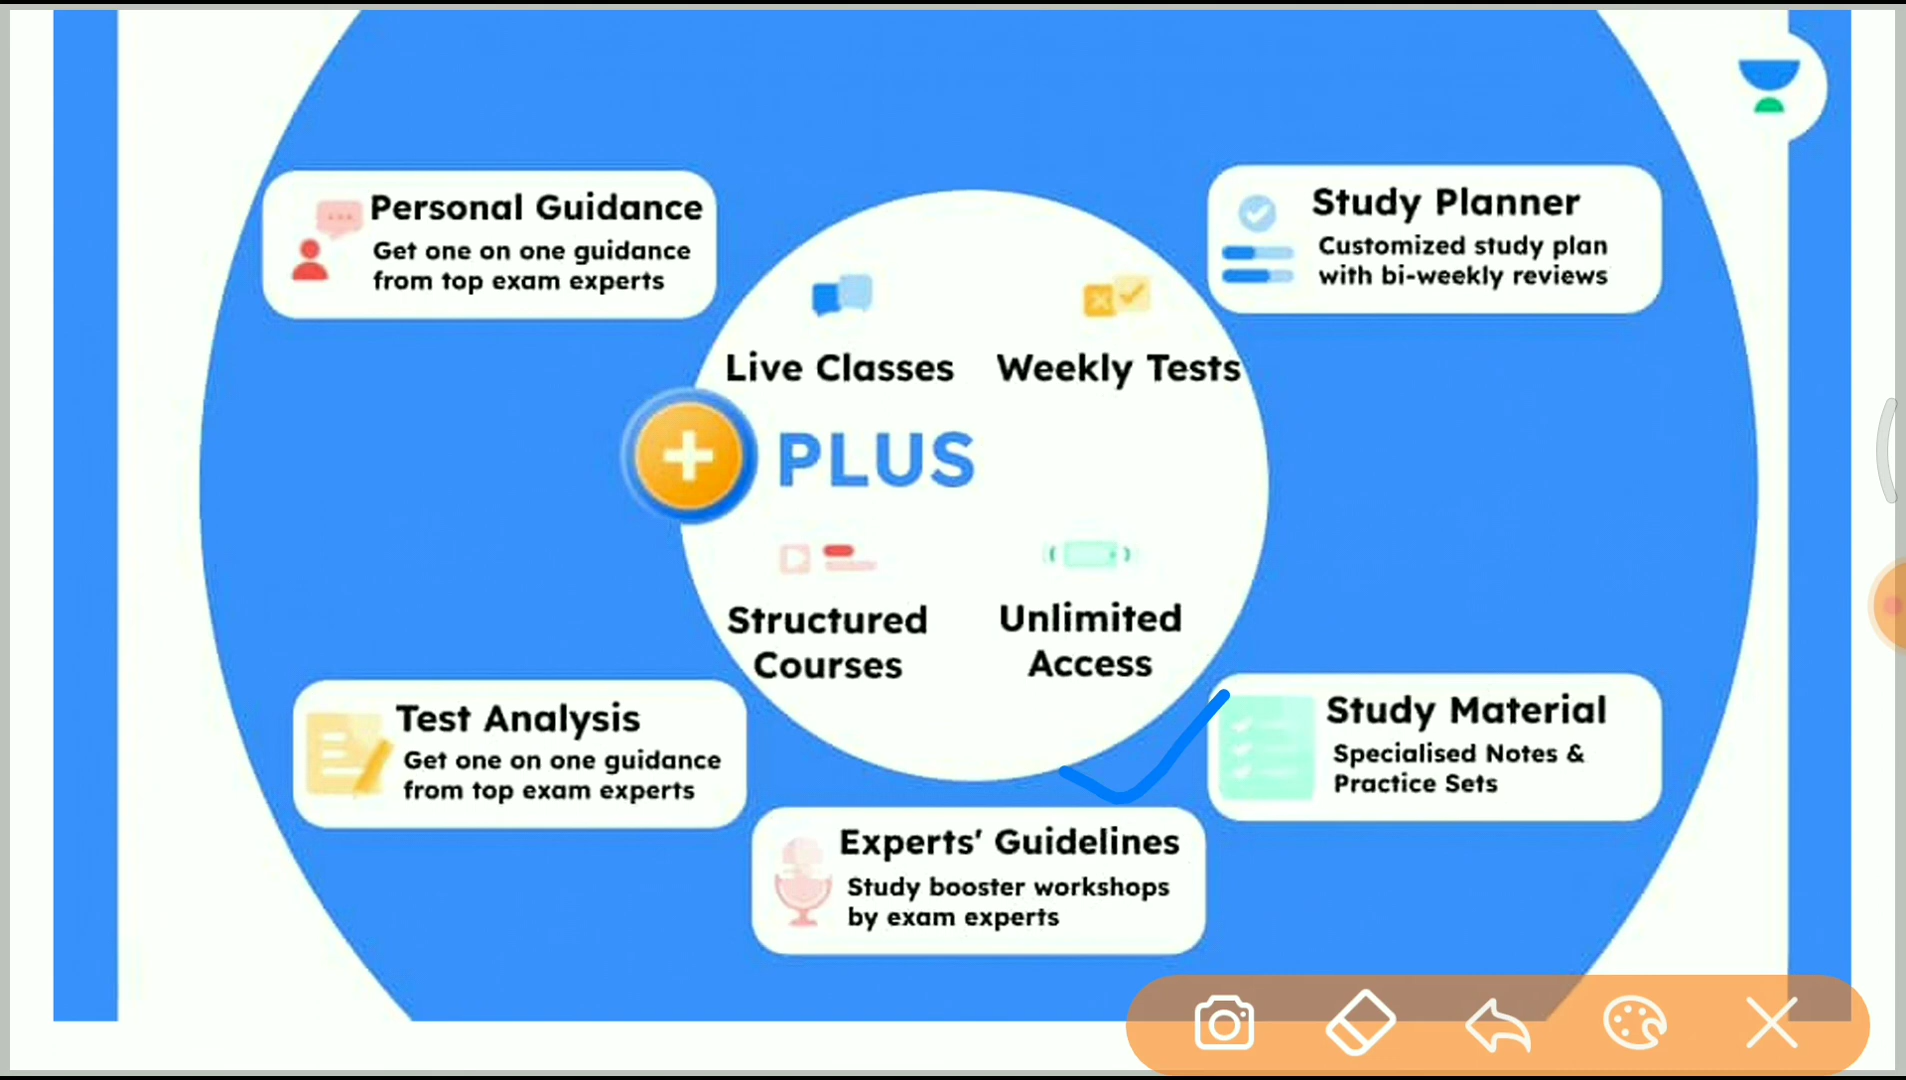 Personal Guidance
Get one on one guidance
from top exam experts
Study Planner
Customized study plan
with bi-weekly reviews
Live Classes
Weekly Tests
PLUS
Structured
Courses
Unlimited
Access
Test Analysis
Get one on one guidance
from top exam experts
Study Material
Specialised Notes &
Practice Sets
Experts' Guidelines
Study booster workshops
by exam experts